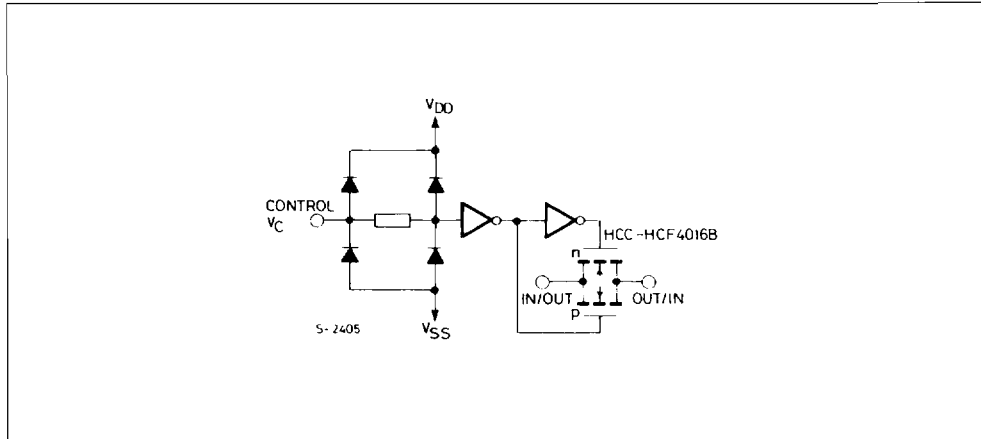 VDD
CONTROL
VC
HCC-HCF4016B
n
IN/OUT
OUT/IN
p
S-2405
VSS